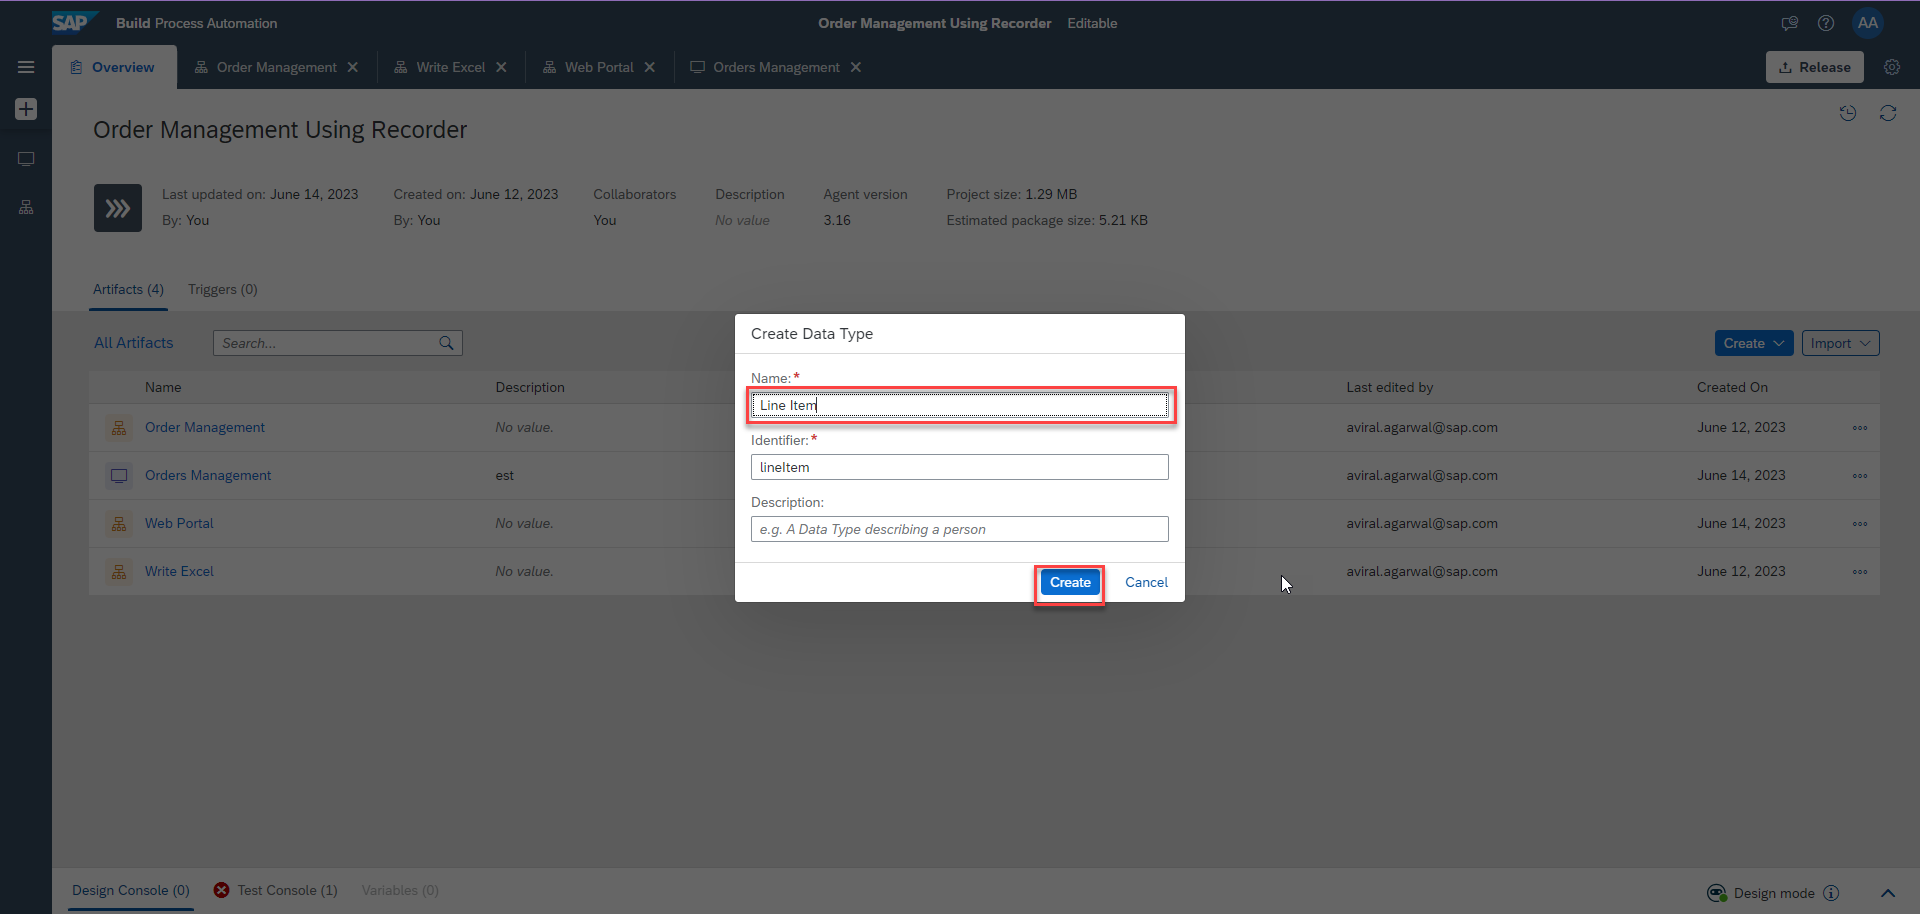 SAP Build Process Automation
Order Management Using Recorder Editable
AA
Overview
Order Management
Write Excel
Web Portal
Orders Management
Release
Order Management Using Recorder
Last updated on: June 14, 2023
By: You
Created on: June 12, 2023
By: You
Collaborators
You
Description
No value
Agent version
3.16
Project size: 1.29 MB
Estimated package size: 5.21 KB
Artifacts (4) Triggers (0)
All Artifacts Search... Create Import
Name Description Last edited by Created On
Order Management No value. aviral.agarwal@sap.com June 12, 2023
Orders Management est aviral.agarwal@sap.com June 14, 2023
Web Portal No value. aviral.agarwal@sap.com June 14, 2023
Write Excel No value. aviral.agarwal@sap.com June 12, 2023
Create Data Type
Name:*
Line Item
Identifier:*
lineItem
Description:
e.g. A Data Type describing a person
Create Cancel
Design Console (0) Test Console (1) Variables (0) Design mode